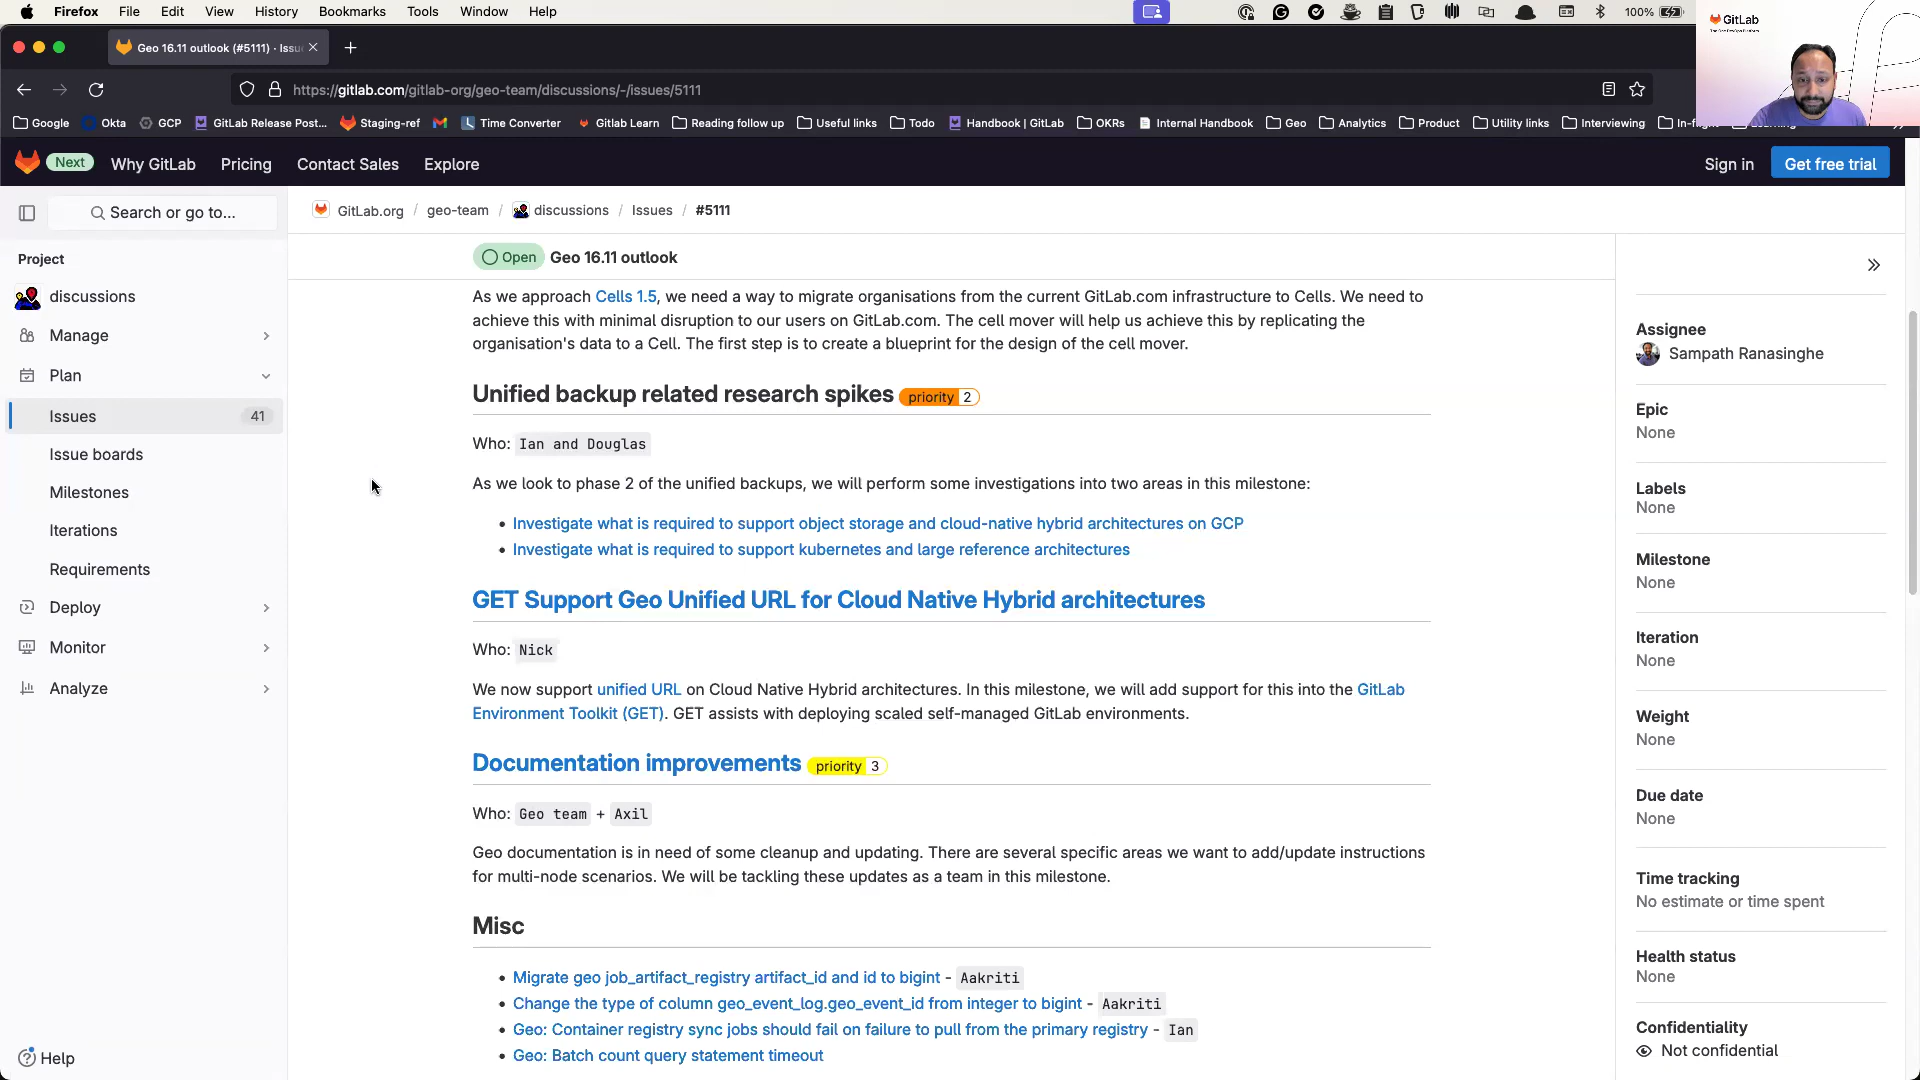 Firefox File Edit View History Bookmarks Tools Window Help 100%
GitLab
Geo 16.11 outlook (#5111) · Issu
https://gitlab.com/gitlab-org/geo-team/discussions/-/issues/5111
Google Okta GCP GitLab Release Post... Staging-ref Time Converter Gitlab Learn Reading follow up Useful links Todo Handbook | GitLab OKRs Internal Handbook Geo Analytics Product Utility links Interviewing
Next Why GitLab Pricing Contact Sales Explore Sign in Get free trial
Search or go to...
GitLab.org / geo-team / discussions / Issues / #5111
Project
discussions
Manage
Plan
Issues 41
Issue boards
Milestones
Iterations
Requirements
Deploy
Monitor
Analyze
Help
Open Geo 16.11 outlook
As we approach Cells 1.5, we need a way to migrate organisations from the current GitLab.com infrastructure to Cells. We need to
achieve this with minimal disruption to our users on GitLab.com. The cell mover will help us achieve this by replicating the
organisation's data to a Cell. The first step is to create a blueprint for the design of the cell mover.
Unified backup related research spikes priority 2
Who: Ian and Douglas
As we look to phase 2 of the unified backups, we will perform some investigations into two areas in this milestone:
• Investigate what is required to support object storage and cloud-native hybrid architectures on GCP
• Investigate what is required to support kubernetes and large reference architectures
GET Support Geo Unified URL for Cloud Native Hybrid architectures
Who: Nick
We now support unified URL on Cloud Native Hybrid architectures. In this milestone, we will add support for this into the GitLab
Environment Toolkit (GET). GET assists with deploying scaled self-managed GitLab environments.
Documentation improvements priority 3
Who: Geo team + Axil
Geo documentation is in need of some cleanup and updating. There are several specific areas we want to add/update instructions
for multi-node scenarios. We will be tackling these updates as a team in this milestone.
Misc
• Migrate geo job_artifact_registry artifact_id and id to bigint - Aakriti
• Change the type of column geo_event_log.geo_event_id from integer to bigint - Aakriti
• Geo: Container registry sync jobs should fail on failure to pull from the primary registry - Ian
• Geo: Batch count query statement timeout
Assignee
Sampath Ranasinghe
Epic
None
Labels
None
Milestone
None
Iteration
None
Weight
None
Due date
None
Time tracking
No estimate or time spent
Health status
None
Confidentiality
Not confidential